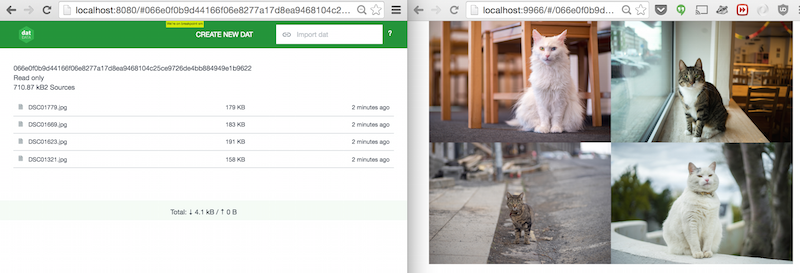 localhost:8080/#066e0f0b9d44166f06e8277a17d8ea9468104c2...
localhost:9966/#/066e0f0b9d...
dat
CREATE NEW DAT
Import dat
?
066e0f0b9d44166f06e8277a17d8ea9468104c25ce9726de4bb884949e1b9622
Read only
710.87 kB2 Sources
DSC01779.jpg 179 KB 2 minutes ago
DSC01669.jpg 183 KB 2 minutes ago
DSC01623.jpg 191 KB 2 minutes ago
DSC01321.jpg 158 KB 2 minutes ago
Total: ↓ 4.1 kB / ↑ 0 B